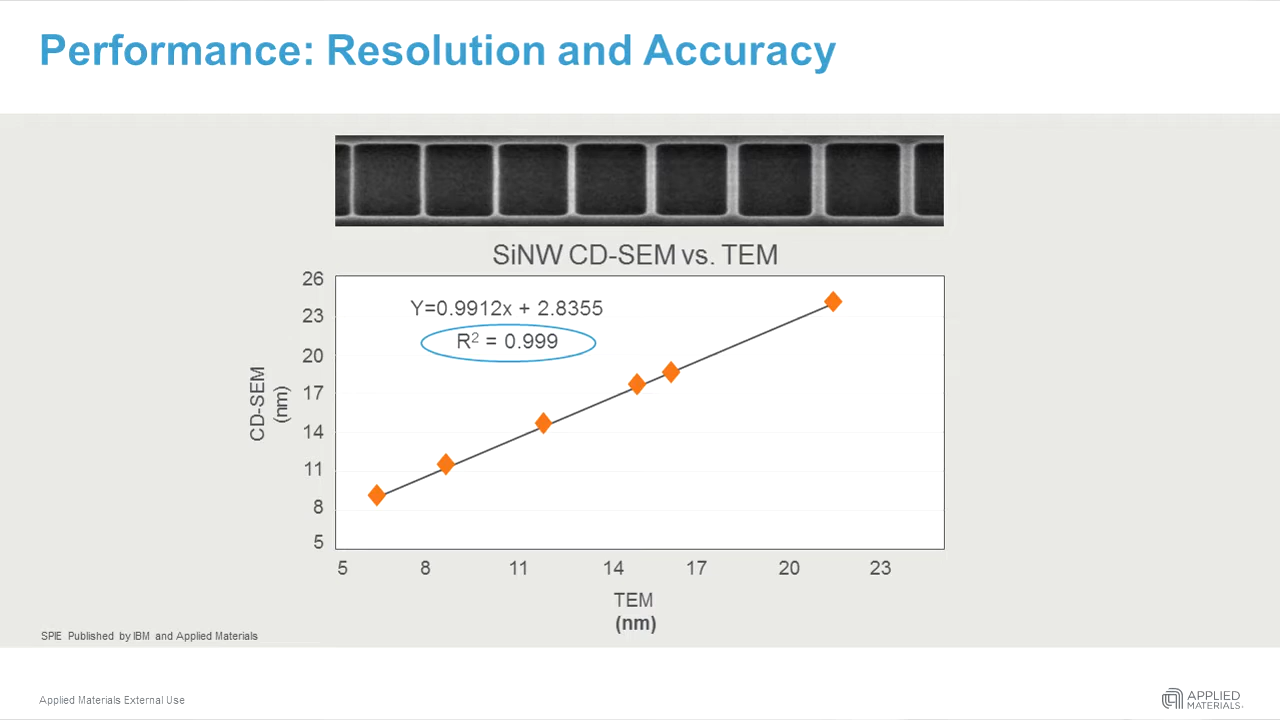 Performance: Resolution and Accuracy
SiNW CD-SEM vs. TEM
26
23
20
17
14
11
8
5
CD-SEM
(nm)
Y=0.9912x + 2.8355
R² = 0.999
5 8 11 14 17 20 23
TEM
(nm)
SPIE Published by IBM and Applied Materials
Applied Materials External Use
APPLIED
MATERIALS